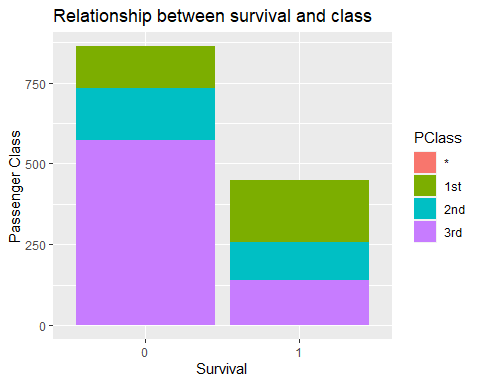 Relationship between survival and class
Passenger Class
750
500
250
0
0
1
Survival
PClass
*
1st
2nd
3rd